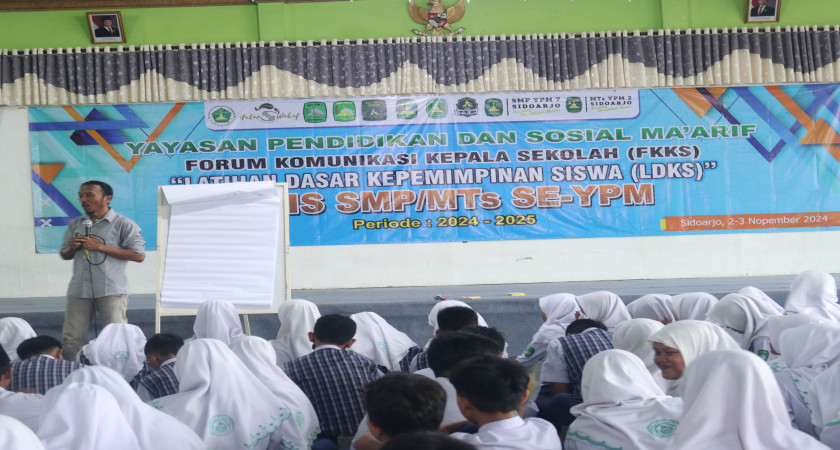 SMP YPM 7
SIDOARJO
MTs YPM 2
SIDOARJO
YAYASAN PENDIDIKAN DAN SOSIAL MA'ARIF
FORUM KOMUNIKASI KEPALA SEKOLAH (FKKS)
"LATIHAN DASAR KEPEMIMPINAN SISWA (LDKS)"
IS SMP/MTs SE-YPM
Periode : 2024 - 2025
Sidoarjo, 2-3 Nopember 2024